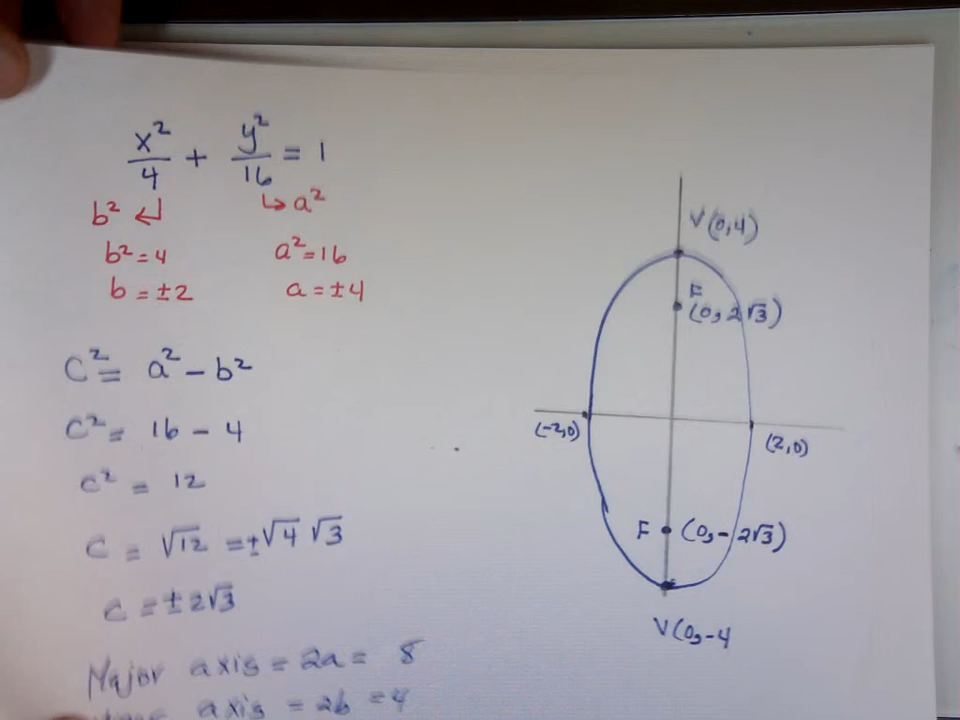 x²/4 + y²/16 = 1
b² ↲ ↳ a²
b² = 4 a² = 16
b = ±2 a = ±4
C² = a² - b²
C² = 16 - 4
C² = 12
C = √12 = ±√4 √3
C = ±2√3
Major axis = 2a = 8
axis = 2b = 4
V(0,4)
F
(0, 2√3)
(-2,0)
(2,0)
F (0, -2√3)
V(0,-4